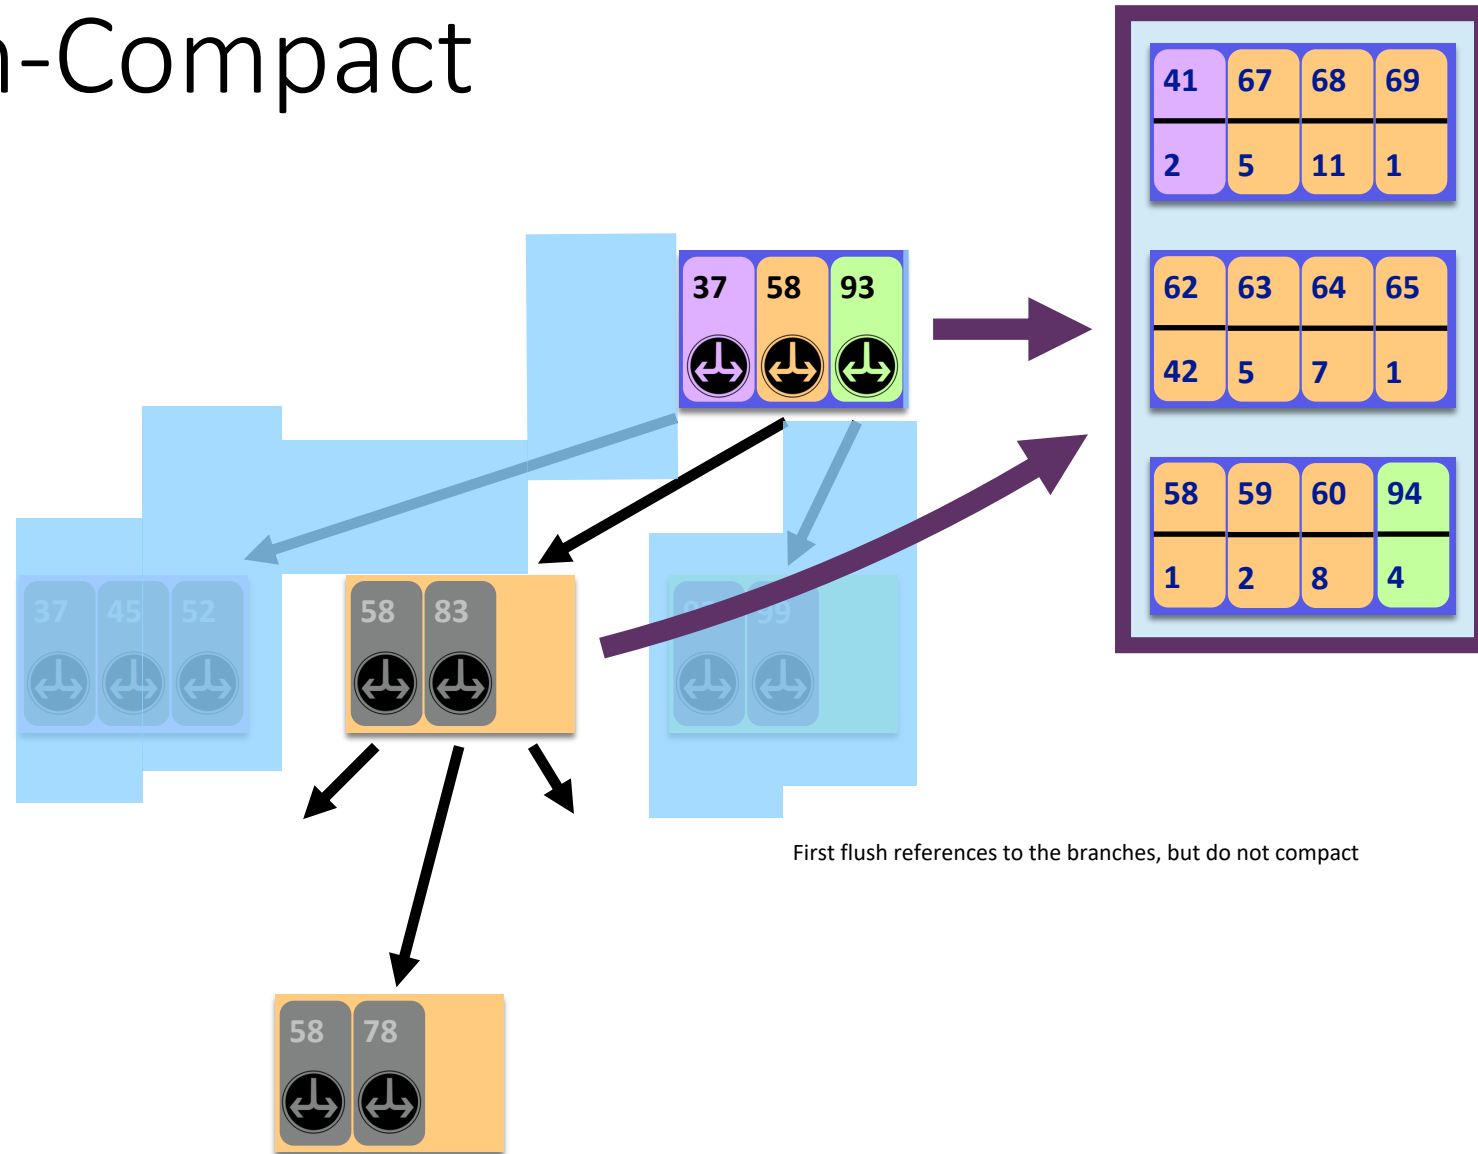 n-Compact
41 67 68 69
2 5 11 1
37 58 93
62 63 64 65
42 5 7 1
58 59 60 94
1 2 8 4
37 45 52
58 83
99
First flush references to the branches, but do not compact
58 78